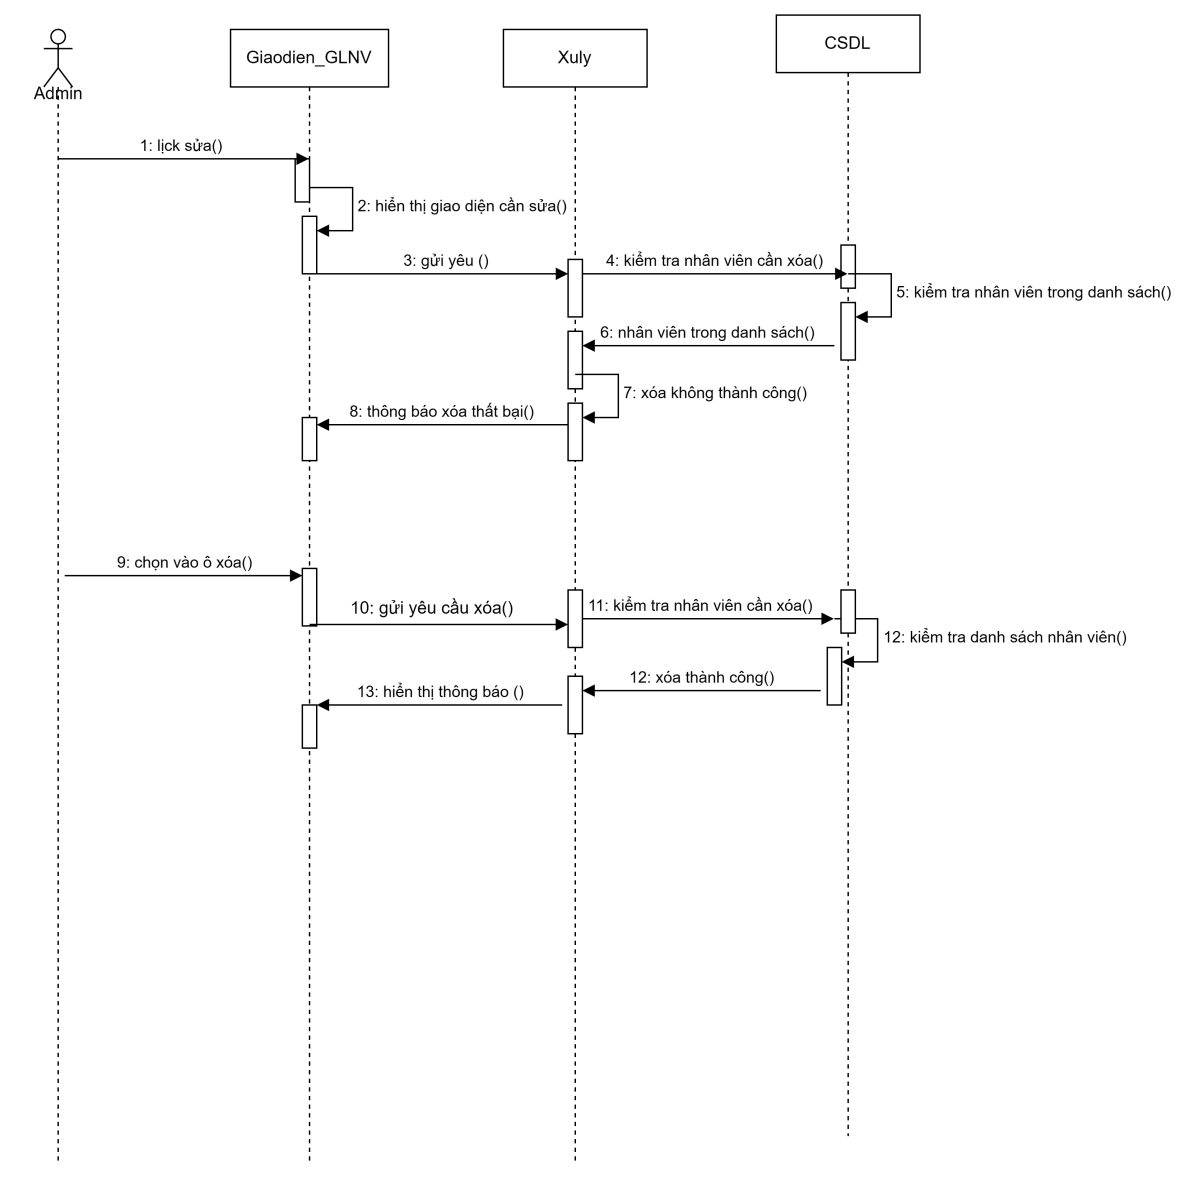 Admin
Giaodien_GLNV
Xuly
CSDL
1: lịck sửa()
2: hiển thị giao diện cần sửa()
3: gửi yêu ()
4: kiểm tra nhân viên cần xóa()
5: kiểm tra nhân viên trong danh sách()
6: nhân viên trong danh sách()
7: xóa không thành công()
8: thông báo xóa thất bại()
9: chọn vào ô xóa()
10: gửi yêu cầu xóa()
11: kiểm tra nhân viên cần xóa()
12: kiểm tra danh sách nhân viên()
12: xóa thành công()
13: hiển thị thông báo ()